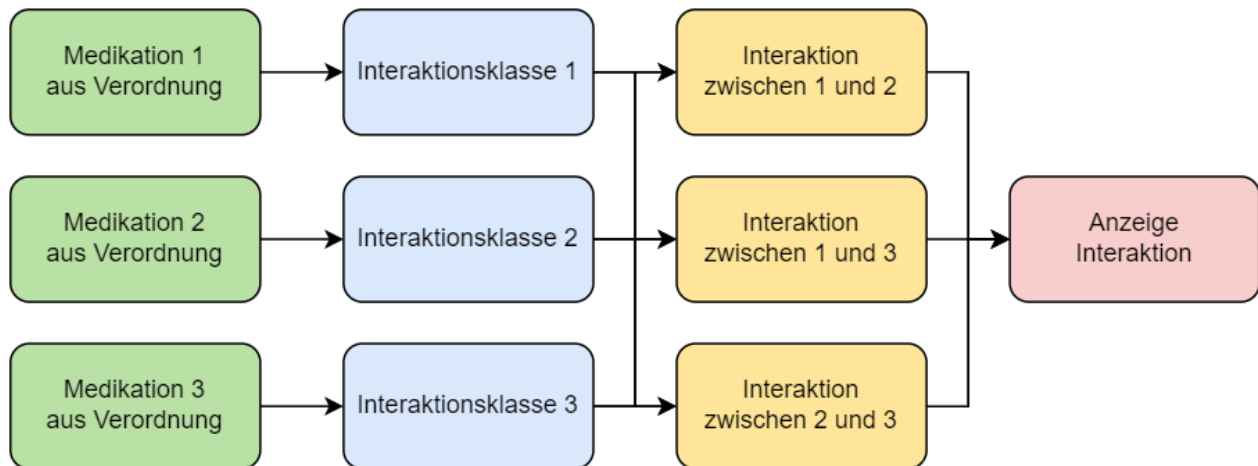 Medikation 1
aus Verordnung
Interaktionsklasse 1
Interaktion
zwischen 1 und 2
Medikation 2
aus Verordnung
Interaktionsklasse 2
Interaktion
zwischen 1 und 3
Anzeige
Interaktion
Medikation 3
aus Verordnung
Interaktionsklasse 3
Interaktion
zwischen 2 und 3